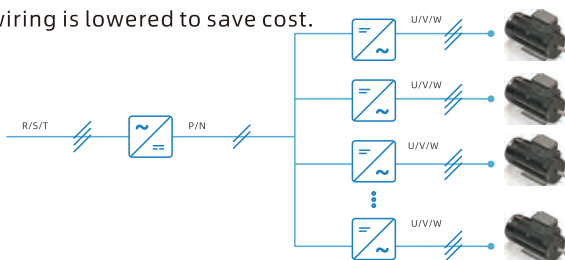 wiring is lowered to save cost.
U/V/W
U/V/W
R/S/T
P/N
U/V/W
U/V/W